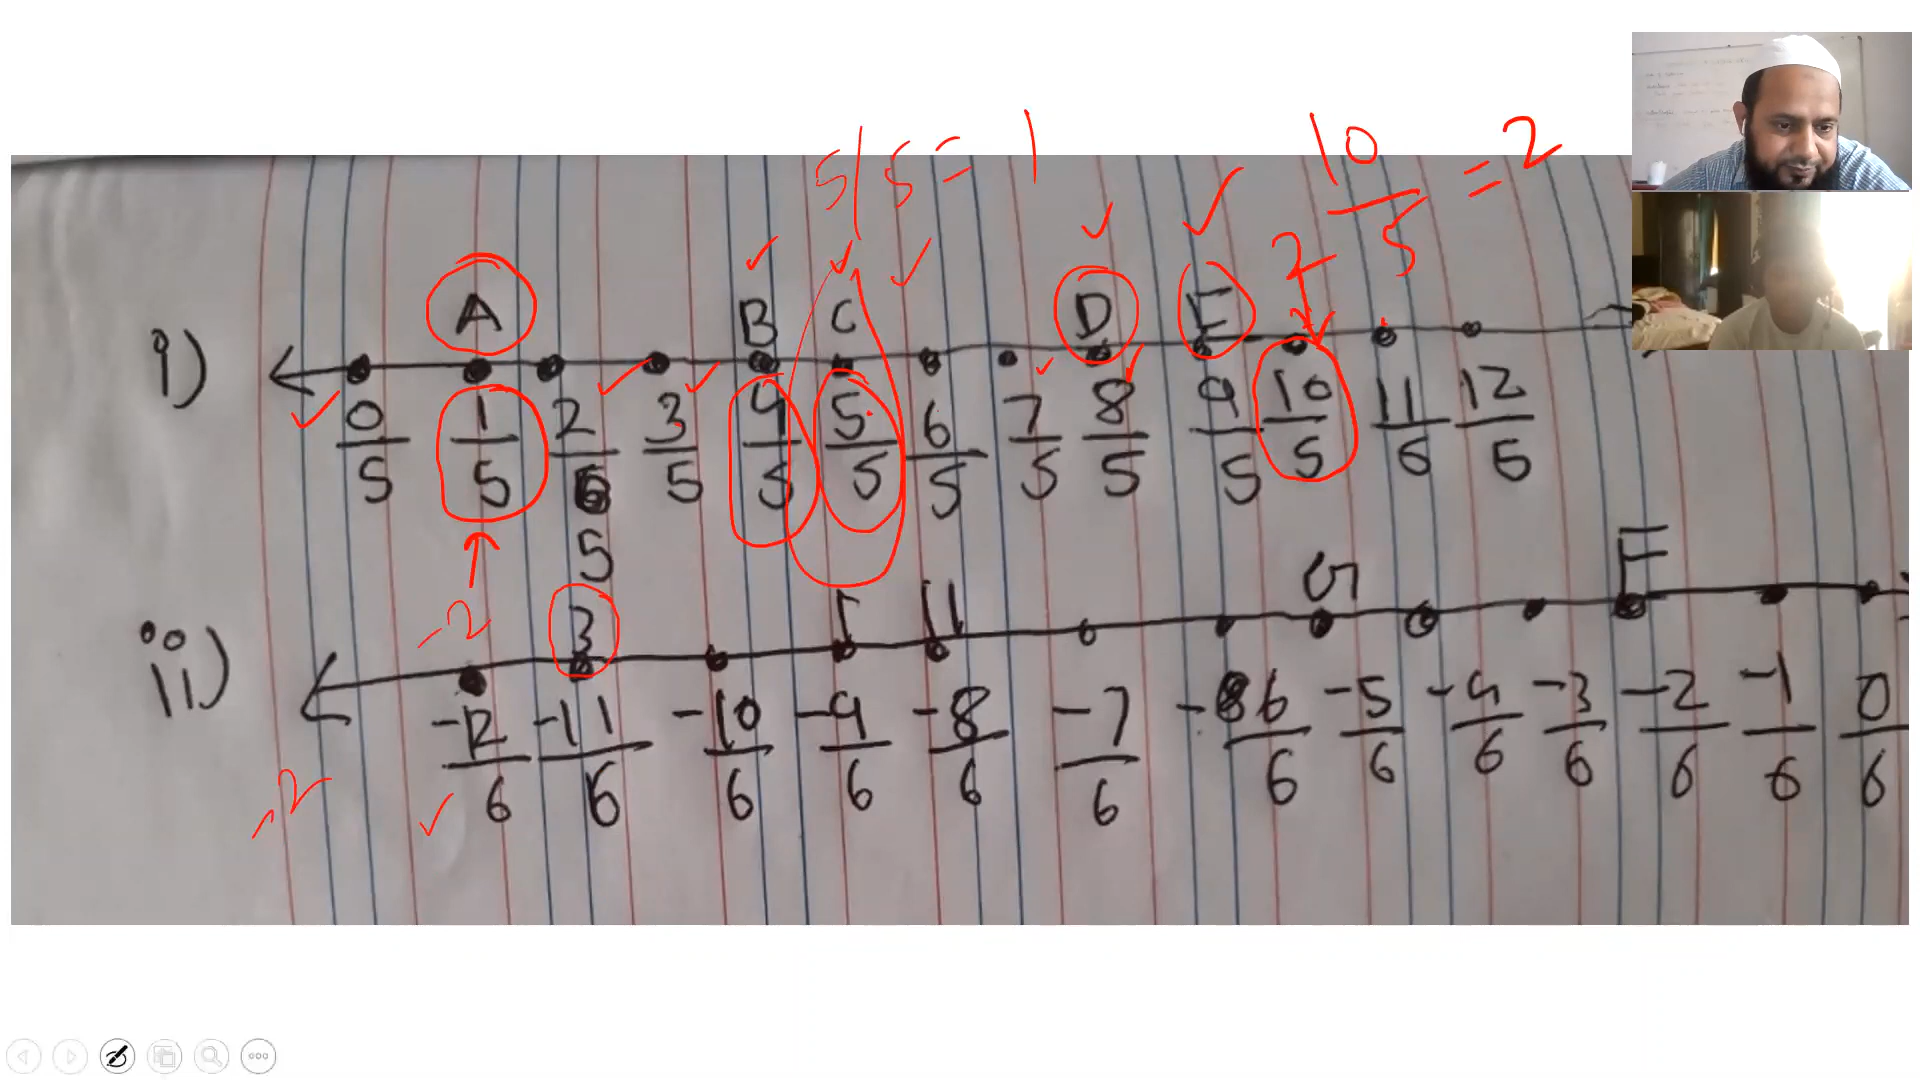 5/5 = 1
10/5 = 2
2
i) A B C D E
0/5 1/5 2/5 3/5 4/5 5/5 6/5 7/5 8/5 9/5 10/5 11/5 12/5
-2
ii) J I H G F
-12/6 -11/6 -10/6 -9/6 -8/6 -7/6 -6/6 -5/6 -4/6 -3/6 -2/6 -1/6 0/6
-2